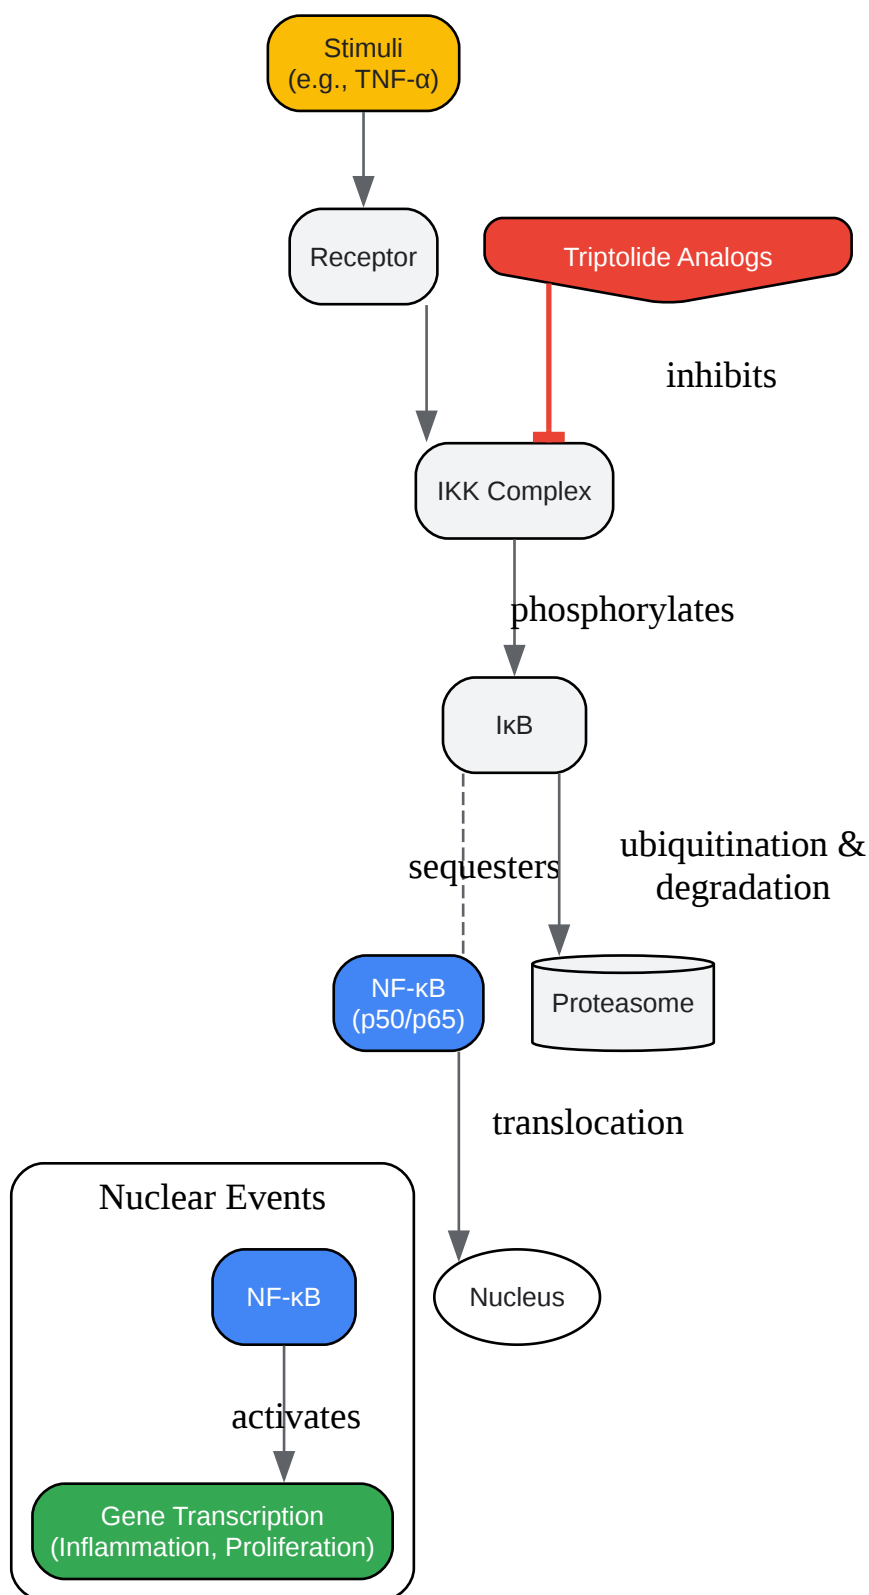 Stimuli
(e.g., TNF-α)
Receptor
Triptolide Analogs
inhibits
IKK Complex
phosphorylates
IκB
sequesters
ubiquitination &
degradation
NF-κB
(p50/p65)
Proteasome
translocation
Nuclear Events
NF-κB
Nucleus
activates
Gene Transcription
(Inflammation, Proliferation)